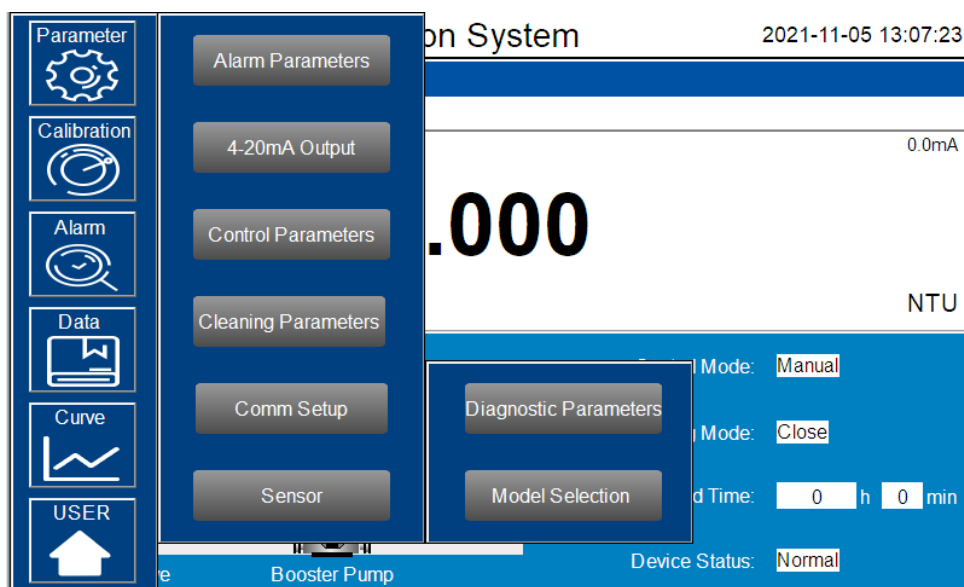 on System
2021-11-05 13:07:23
Parameter
Calibration
Alarm
Data
Curve
USER
Alarm Parameters
4-20mA Output
Control Parameters
Cleaning Parameters
Comm Setup
Sensor
Diagnostic Parameters
Model Selection
0.0mA
.000
NTU
Mode: Manual
Mode: Close
d Time: 0 h 0 min
Device Status: Normal
e
Booster Pump